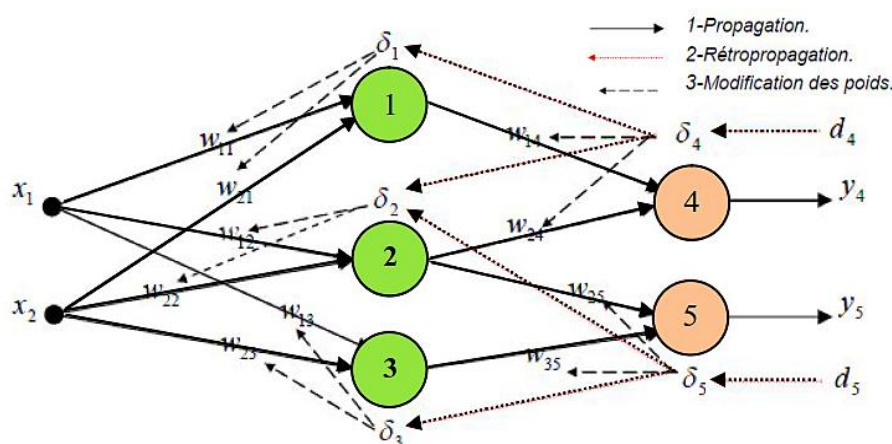 1-Propagation.
2-Rétropropagation.
3-Modification des poids.
δ₁
1
w₁₁
w₁₄
δ₄
d₄
x₁
w₂₁
δ₂
4
y₄
w₁₂
w₂₄
2
x₂
w₂₂
w₂₅
y₅
w₁₃
5
w₂₃
3
w₃₅
δ₅
d₅
δ₃